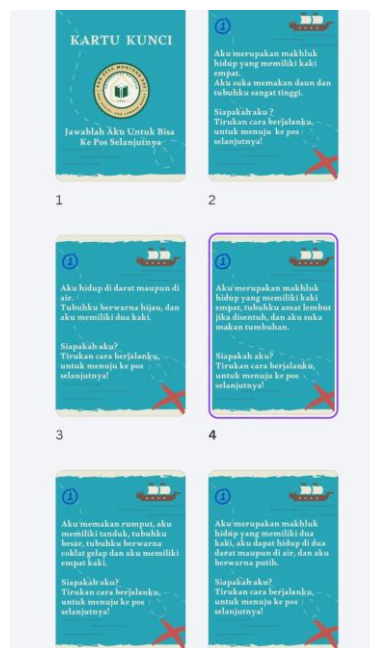 KARTU KUNCI
Jawablah Aku Untuk Bisa
Ke Pos Selanjutnya
1
1
Aku merupakan makhluk
hidup yang memiliki kaki
empat.
Aku suka memakan daun dan
tubuhku sangat tinggi.
Siapakah aku ?
Tirukan cara berjalanku,
untuk menuju ke pos
selanjutnya!
2
1
Aku hidup di darat maupun di
air.
Tubuhku berwarna hijau, dan
aku memiliki dua kaki.
Siapakah aku?
Tirukan cara berjalanku,
untuk menuju ke pos
selanjutnya!
3
1
Aku merupakan makhluk
hidup yang memiliki kaki
empat, tubuhku amat lembut
jika disentuh, dan aku suka
makan tumbuhan.
Siapakah aku?
Tirukan cara berjalanku,
untuk menuju ke pos
selanjutnya!
4
1
Aku memakan rumput, aku
memiliki tanduk, tubuhku
besar, tubuhku berwarna
coklat gelap dan aku memiliki
empat kaki.
Siapakah aku?
Tirukan cara berjalanku,
untuk menuju ke pos
selanjutnya!
1
Aku merupakan makhluk
hidup yang memiliki dua
kaki, aku dapat hidup di dua
darat maupun di air, dan aku
berwarna putih.
Siapakah aku?
Tirukan cara berjalanku,
untuk menuju ke pos
selanjutnya!